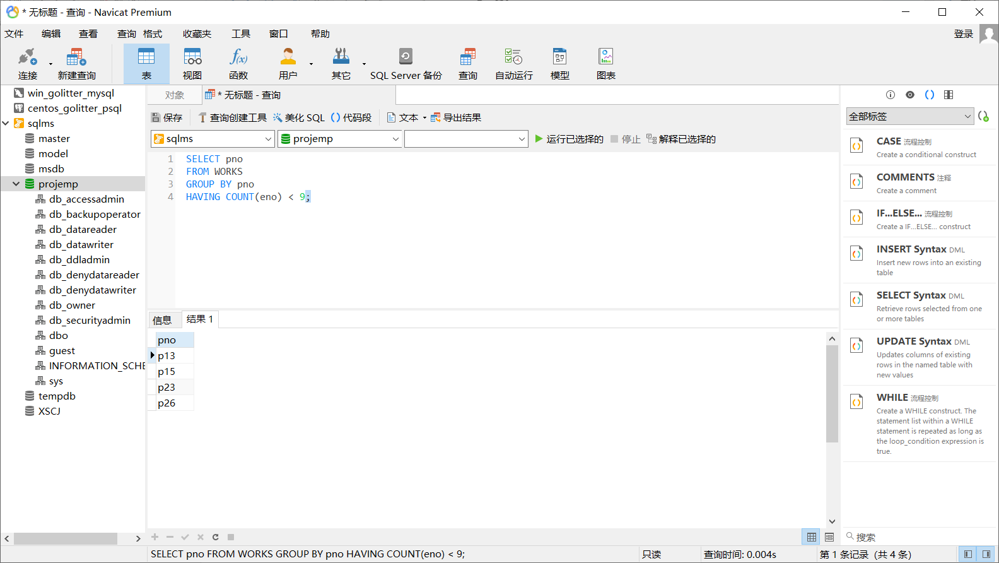 * 无标题 - 查询 - Navicat Premium
文件 编辑 查看 查询 格式 收藏夹 工具 窗口 帮助 登录
连接 新建查询 表 视图 函数 用户 其它 SQL Server 备份 查询 自动运行 模型 图表
f(x)
win_golitter_mysql
centos_golitter_psql
sqlms
master
model
msdb
projemp
db_accessadmin
db_backupoperator
db_datareader
db_datawriter
db_ddladmin
db_denydatareader
db_denydatawriter
db_owner
db_securityadmin
dbo
guest
INFORMATION_SCHE
sys
tempdb
XSCJ
对象 * 无标题 - 查询
保存 查询创建工具 美化 SQL 代码段 文本 导出结果
sqlms projemp 运行已选择的 停止 解释已选择的
1 SELECT pno
2 FROM WORKS
3 GROUP BY pno
4 HAVING COUNT(eno) < 9;
信息 结果 1
pno
p13
p15
p23
p26
全部标签
CASE 流程控制
Create a conditional construct
COMMENTS 注释
Create a comment
IF...ELSE... 流程控制
Create a IF...ELSE... construct
INSERT Syntax DML
Insert new rows into an existing
table
SELECT Syntax DML
Retrieve rows selected from one
or more tables
UPDATE Syntax DML
Updates columns of existing
rows in the named table with
new values
WHILE 流程控制
Create a WHILE construct. The
statement list within a WHILE
statement is repeated as long as
the loop_condition expression is
true.
搜索
SELECT pno FROM WORKS GROUP BY pno HAVING COUNT(eno) < 9; 只读 查询时间: 0.004s 第 1 条记录 (共 4 条)